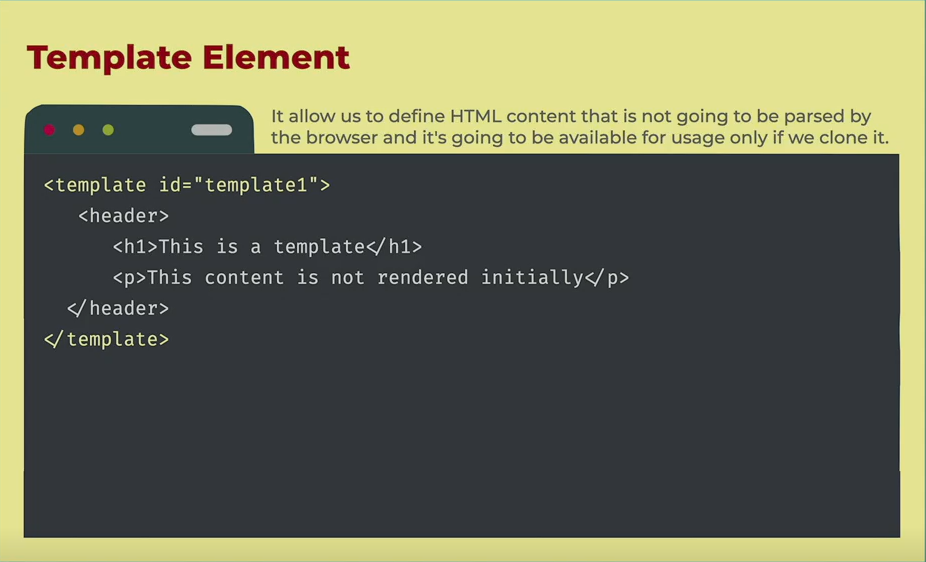 Template Element
It allow us to define HTML content that is not going to be parsed by
the browser and it's going to be available for usage only if we clone it.
<template id="template1">
<header>
<h1>This is a template</h1>
<p>This content is not rendered initially</p>
</header>
</template>